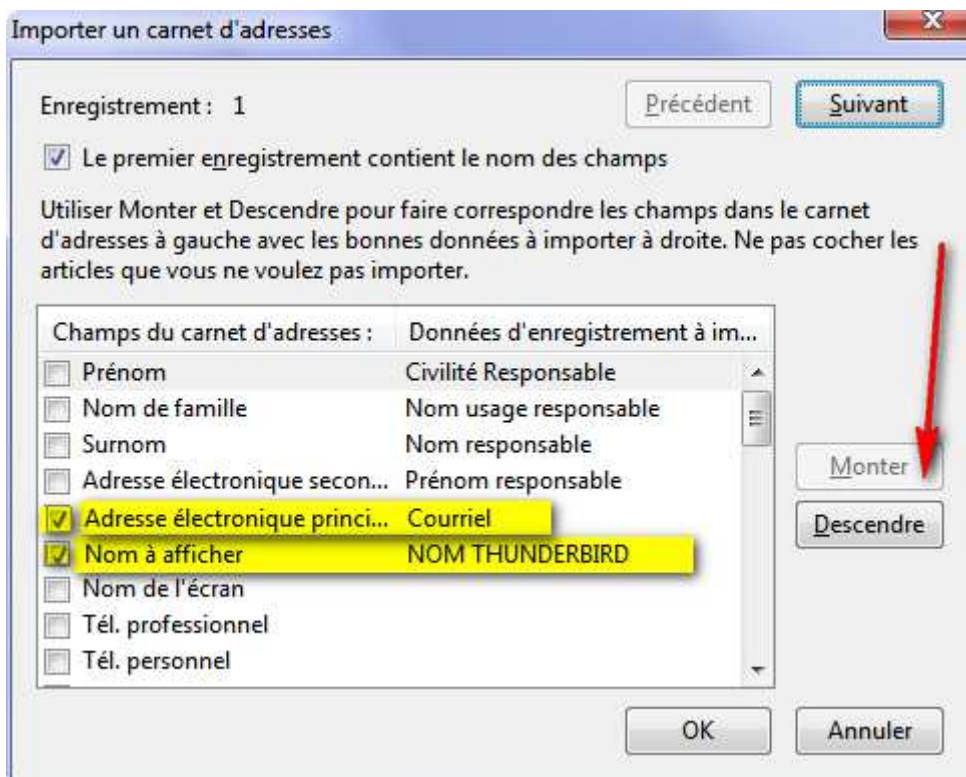 Importer un carnet d'adresses
Enregistrement : 1
Précédent
Suivant
Le premier enregistrement contient le nom des champs
Utiliser Monter et Descendre pour faire correspondre les champs dans le carnet
d'adresses à gauche avec les bonnes données à importer à droite. Ne pas cocher les
articles que vous ne voulez pas importer.
Champs du carnet d'adresses : Données d'enregistrement à im...
Prénom Civilité Responsable
Nom de famille Nom usage responsable
Surnom Nom responsable
Adresse électronique secon... Prénom responsable
Adresse électronique princi... Courriel
Nom à afficher NOM THUNDERBIRD
Nom de l'écran
Tél. professionnel
Tél. personnel
Monter
Descendre
OK
Annuler